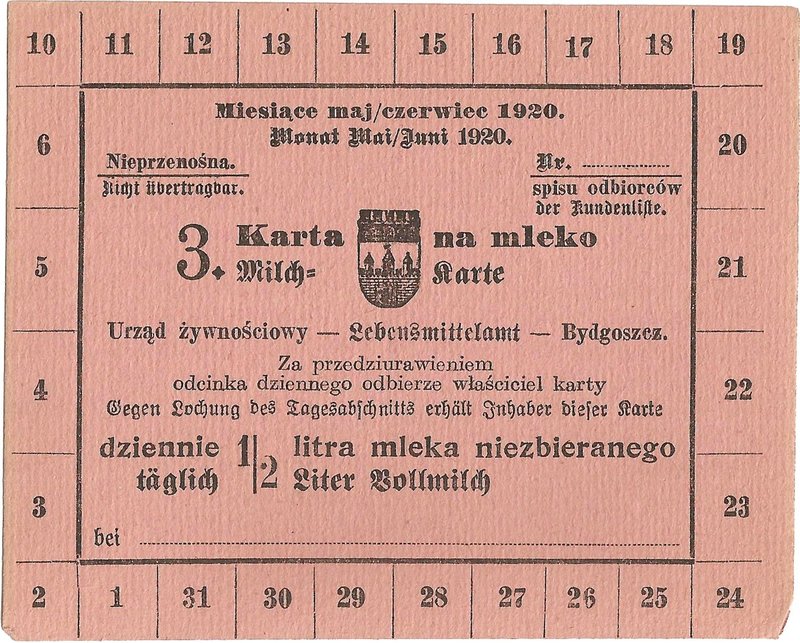 10 11 12 13 14 15 16 17 18 19
Miesiące maj/czerwiec 1920.
Monat Mai/Juni 1920.
6
20
Nieprzenośna.
Nicht übertragbar.
Nr. ....................
spisu odbiorców
der Kundenliste.
5
21
3. Karta na mleko
Milch= Karte
Urząd żywnościowy — Lebensmittelamt — Bydgoszcz.
Za przedziurawieniem
odcinka dziennego odbierze właściciel karty
4
22
Gegen Lochung des Tagesabschnitts erhält Inhaber dieser Karte
dziennie 1/2 litra mleka niezbieranego
täglich Liter Vollmilch
3
23
bei ....................
2 1 31 30 29 28 27 26 25 24